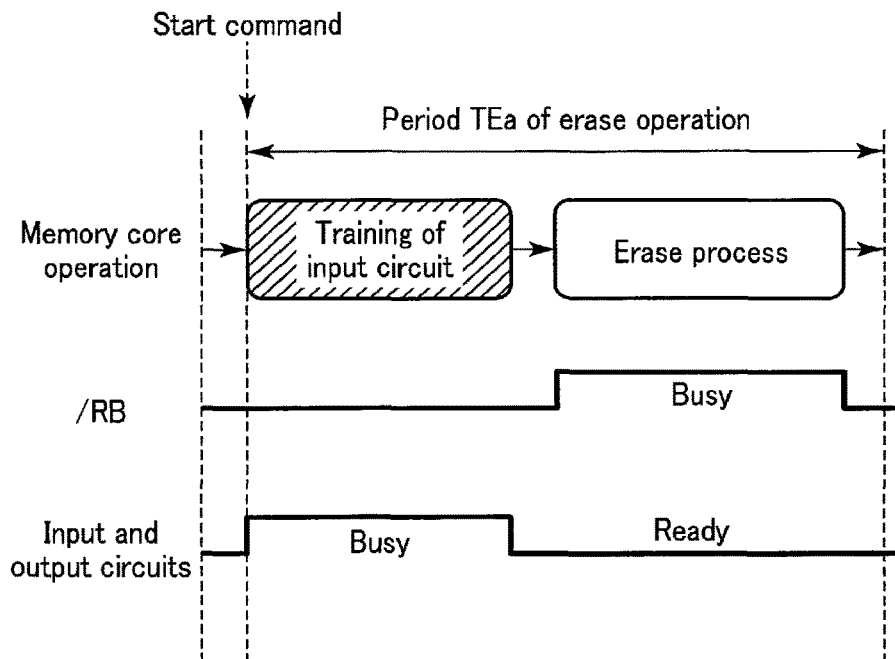 Start command
Period TEa of erase operation
Memory core
operation
Training of
input circuit
Erase process
/RB
Busy
Input and
output circuits
Busy
Ready